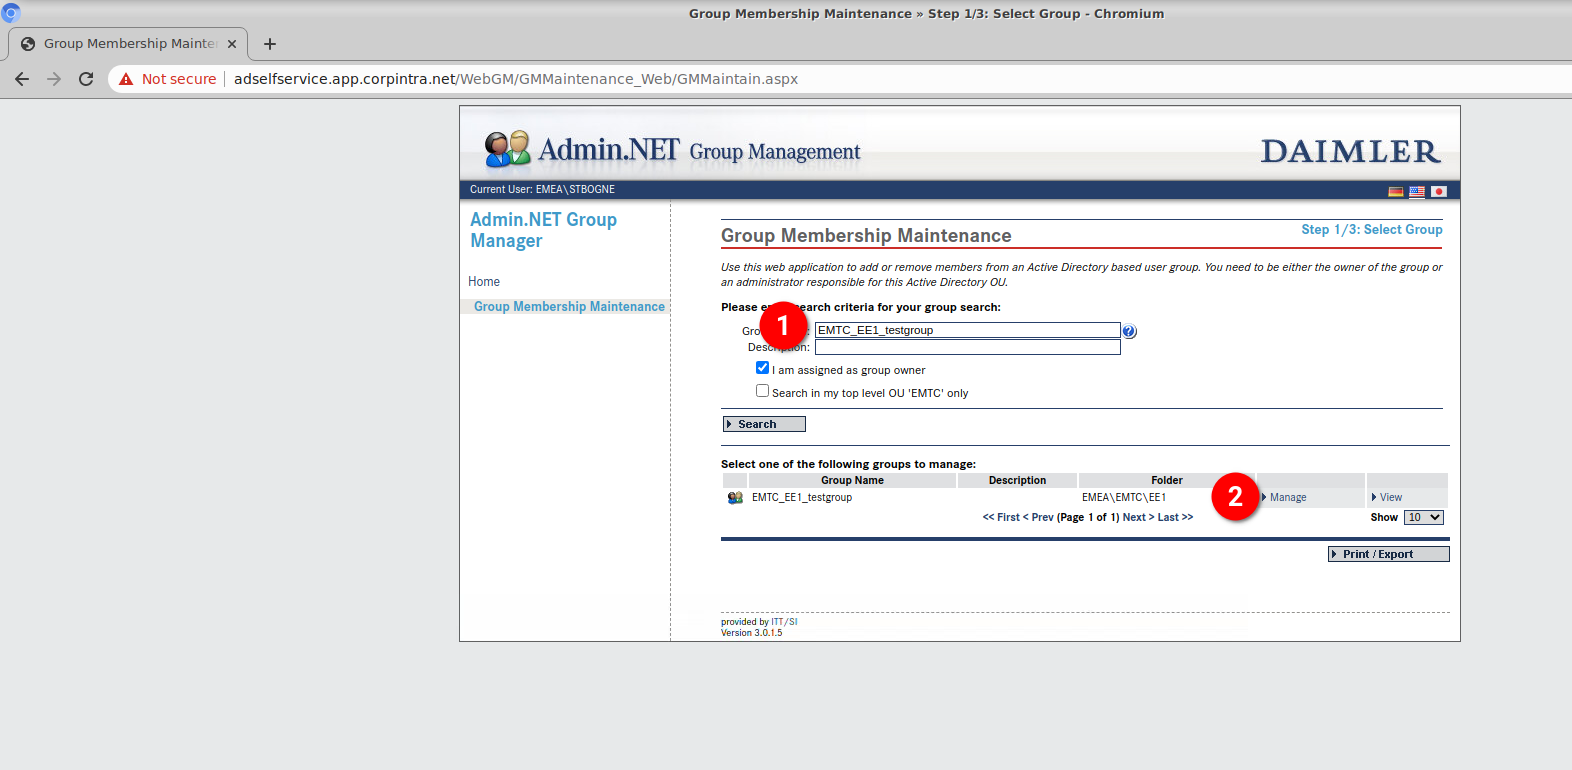 Group Membership Maintenance » Step 1/3: Select Group - Chromium
Group Membership Mainte
Not secure adselfservice.app.corpintra.net/WebGM/GMMaintenance_Web/GMMaintain.aspx
Admin.NET Group Management DAIMLER
Current User: EMEA\STBOGNE
Admin.NET Group
Manager
Home
Group Membership Maintenance
Group Membership Maintenance Step 1/3: Select Group
Use this web application to add or remove members from an Active Directory based user group. You need to be either the owner of the group or
an administrator responsible for this Active Directory OU.
Please search criteria for your group search:
1 EMTC_EE1_testgroup ?
Description:
I am assigned as group owner
Search in my top level OU 'EMTC' only
Search
Select one of the following groups to manage:
Group Name Description Folder
EMTC_EE1_testgroup EMEA\EMTC\EE1 2 Manage View
<< First < Prev (Page 1 of 1) Next > Last >> Show 10
Print / Export
provided by ITT/SI
Version 3.0.1.5